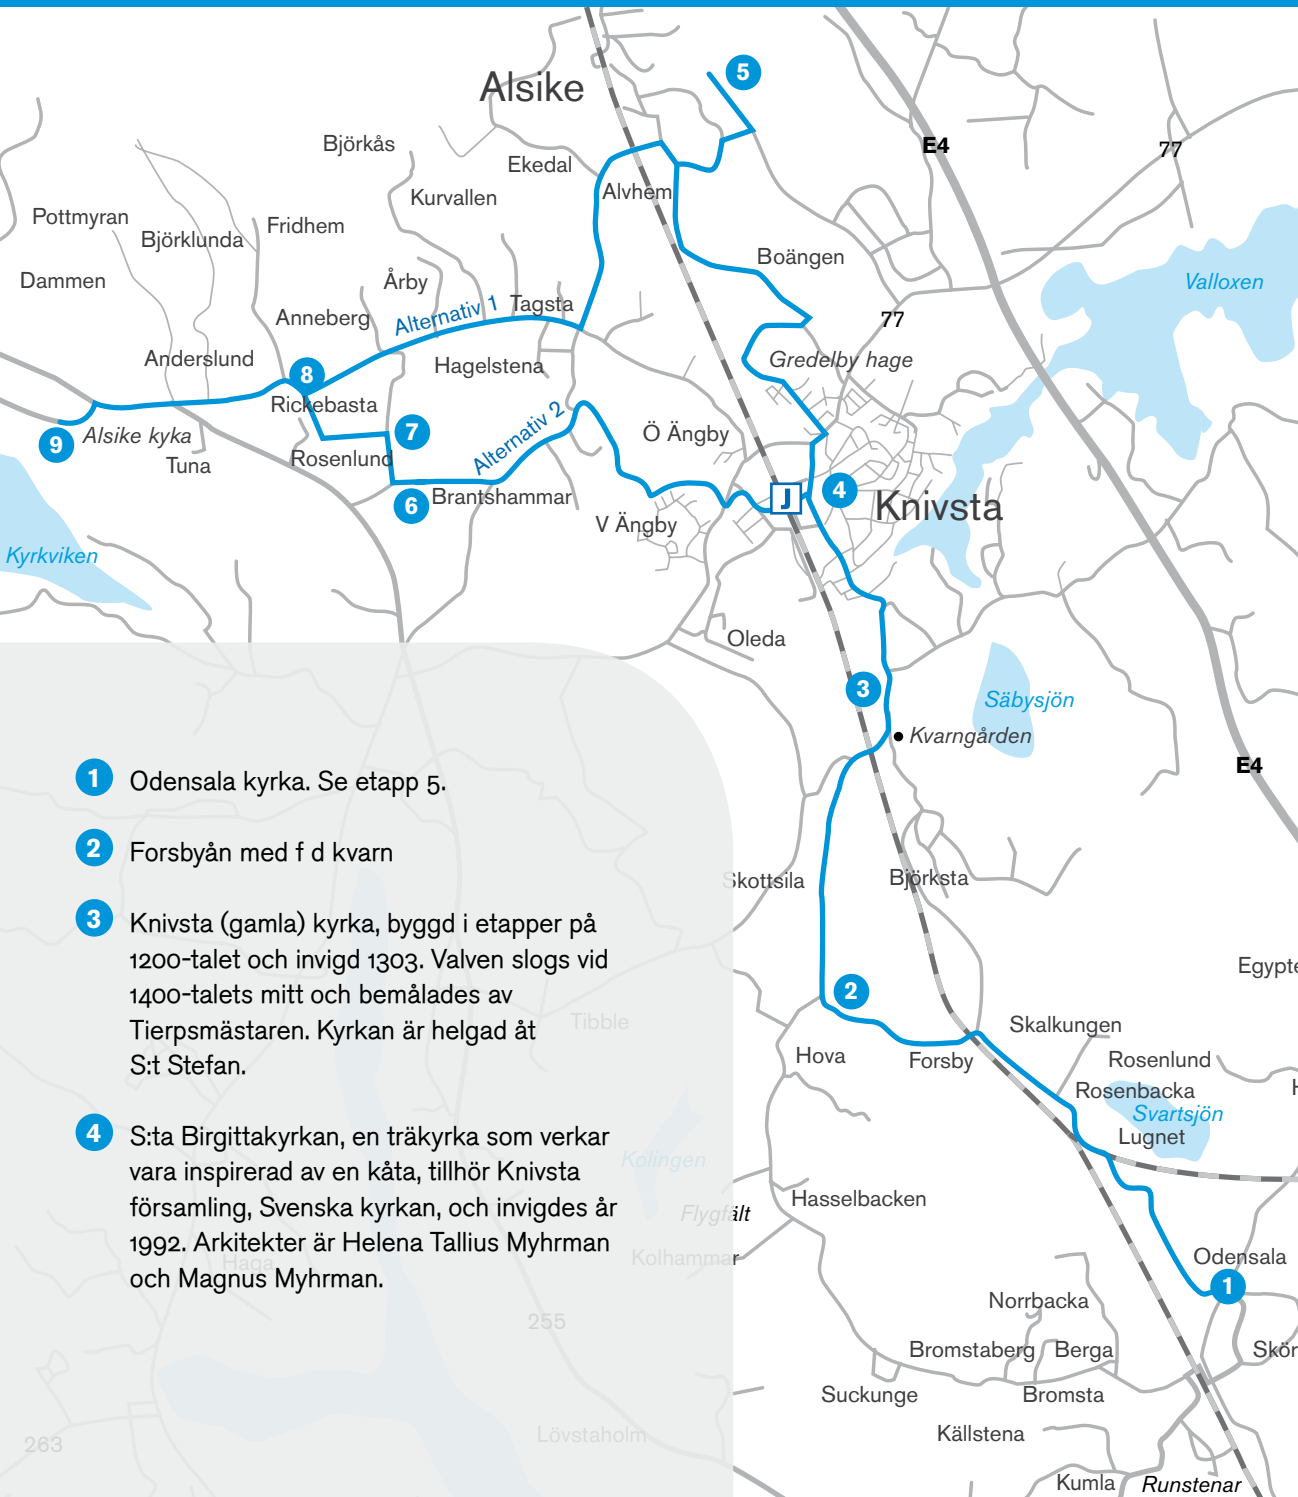 5
Alsike
E4
77
Björkås
Ekedal
Kurvallen
Alvhem
Pottmyran
Fridhem
Björklunda
Boängen
Dammen
Årby
Valloxen
Alternativ 1
Tagsta
Anneberg
77
Anderslund
Hagelstena
Gredelby hage
8
Rickebasta
Alternativ 2
9
Alsike kyka
7
Ö Ängby
Rosenlund
Tuna
6
Brantshammar
J
4
Knivsta
V Ängby
Kyrkviken
Oleda
3
Säbysjön
Kvarngården
E4
1 Odensala kyrka. Se etapp 5.
2 Forsbyån med f d kvarn
3 Knivsta (gamla) kyrka, byggd i etapper på
1200-talet och invigd 1303. Valven slogs vid
1400-talets mitt och bemålades av
Tierpsmästaren. Kyrkan är helgad åt
S:t Stefan.
4 S:ta Birgittakyrkan, en träkyrka som verkar
vara inspirerad av en kåta, tillhör Knivsta
församling, Svenska kyrkan, och invigdes år
1992. Arkitekter är Helena Tallius Myhrman
och Magnus Myhrman.
Skottsila
Björksta
Egypte
2
Tibble
Skalkungen
Hova
Forsby
Rosenlund
H
Rosenbacka
Svartsjön
Lugnet
Kolingen
Hasselbacken
Flygfält
Kolhammar
Haga
Odensala
1
Norrbacka
255
Bromstaberg
Berga
Skör
Suckunge
Bromsta
Källstena
Lövstaholm
263
Kumla
Runstenar